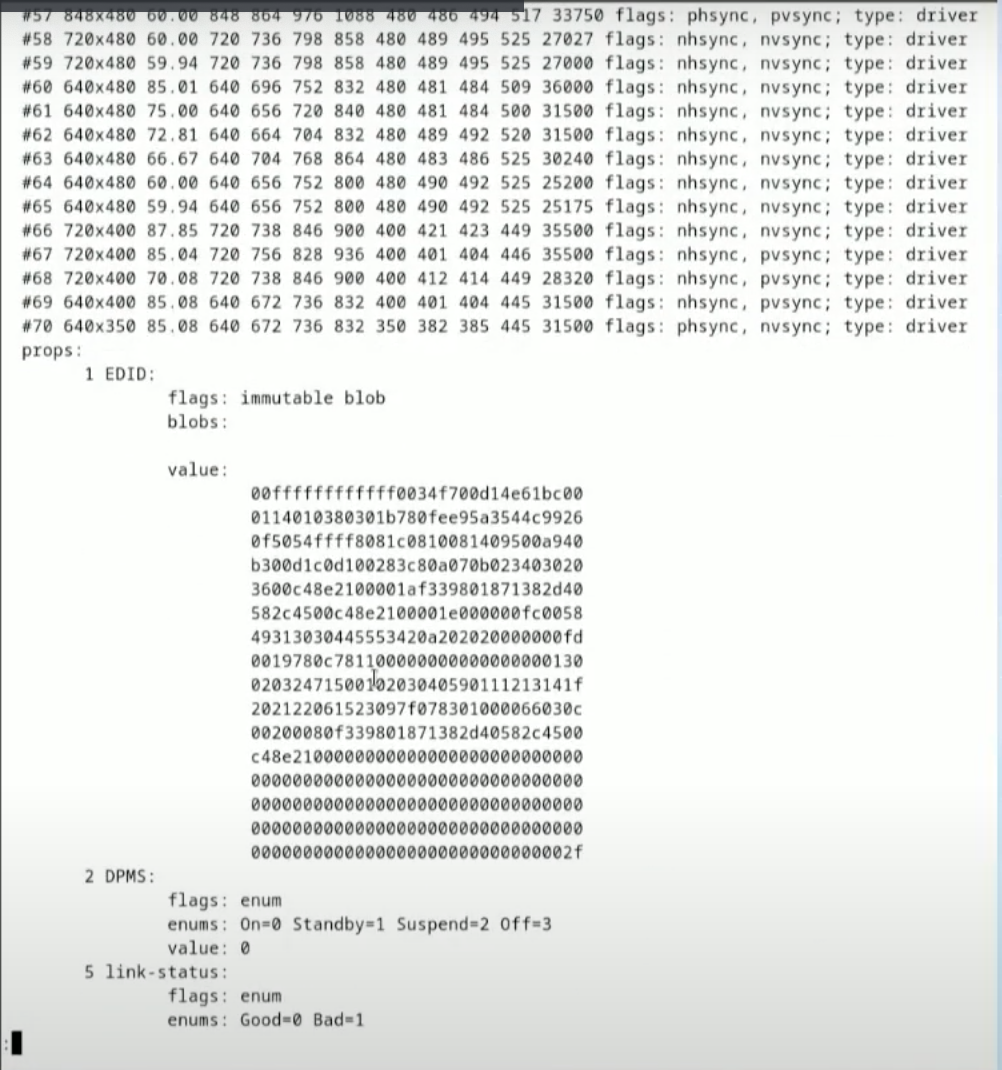 #57 848x480 60.00 848 864 976 1088 480 486 494 517 33750 flags: phsync, pvsync; type: driver
#58 720x480 60.00 720 736 798 858 480 489 495 525 27027 flags: nhsync, nvsync; type: driver
#59 720x480 59.94 720 736 798 858 480 489 495 525 27000 flags: nhsync, nvsync; type: driver
#60 640x480 85.01 640 696 752 832 480 481 484 509 36000 flags: nhsync, nvsync; type: driver
#61 640x480 75.00 640 656 720 840 480 481 484 500 31500 flags: nhsync, nvsync; type: driver
#62 640x480 72.81 640 664 704 832 480 489 492 520 31500 flags: nhsync, nvsync; type: driver
#63 640x480 66.67 640 704 768 864 480 483 486 525 30240 flags: nhsync, nvsync; type: driver
#64 640x480 60.00 640 656 752 800 480 490 492 525 25200 flags: nhsync, nvsync; type: driver
#65 640x480 59.94 640 656 752 800 480 490 492 525 25175 flags: nhsync, nvsync; type: driver
#66 720x400 87.85 720 738 846 900 400 421 423 449 35500 flags: nhsync, nvsync; type: driver
#67 720x400 85.04 720 756 828 936 400 401 404 446 35500 flags: nhsync, pvsync; type: driver
#68 720x400 70.08 720 738 846 900 400 412 414 449 28320 flags: nhsync, pvsync; type: driver
#69 640x400 85.08 640 672 736 832 400 401 404 445 31500 flags: nhsync, pvsync; type: driver
#70 640x350 85.08 640 672 736 832 350 382 385 445 31500 flags: phsync, nvsync; type: driver
props:
1 EDID:
flags: immutable blob
blobs:
value:
00ffffffffffff0034f700d14e61bc00
0114010380301b780fee95a3544c9926
0f5054ffff8081c0810081409500a940
b300d1c0d100283c80a070b023403020
3600c48e2100001af339801871382d40
582c4500c48e2100001e000000fc0058
49313030445553420a202020000000fd
0019780c781100000000000000000130
0203247150010203040590111213141f
202122061523097f078301000066030c
00200080f339801871382d40582c4500
c48e2100000000000000000000000000
00000000000000000000000000000000
00000000000000000000000000000000
00000000000000000000000000000000
0000000000000000000000000000002f
2 DPMS:
flags: enum
enums: On=0 Standby=1 Suspend=2 Off=3
value: 0
5 link-status:
flags: enum
enums: Good=0 Bad=1
: